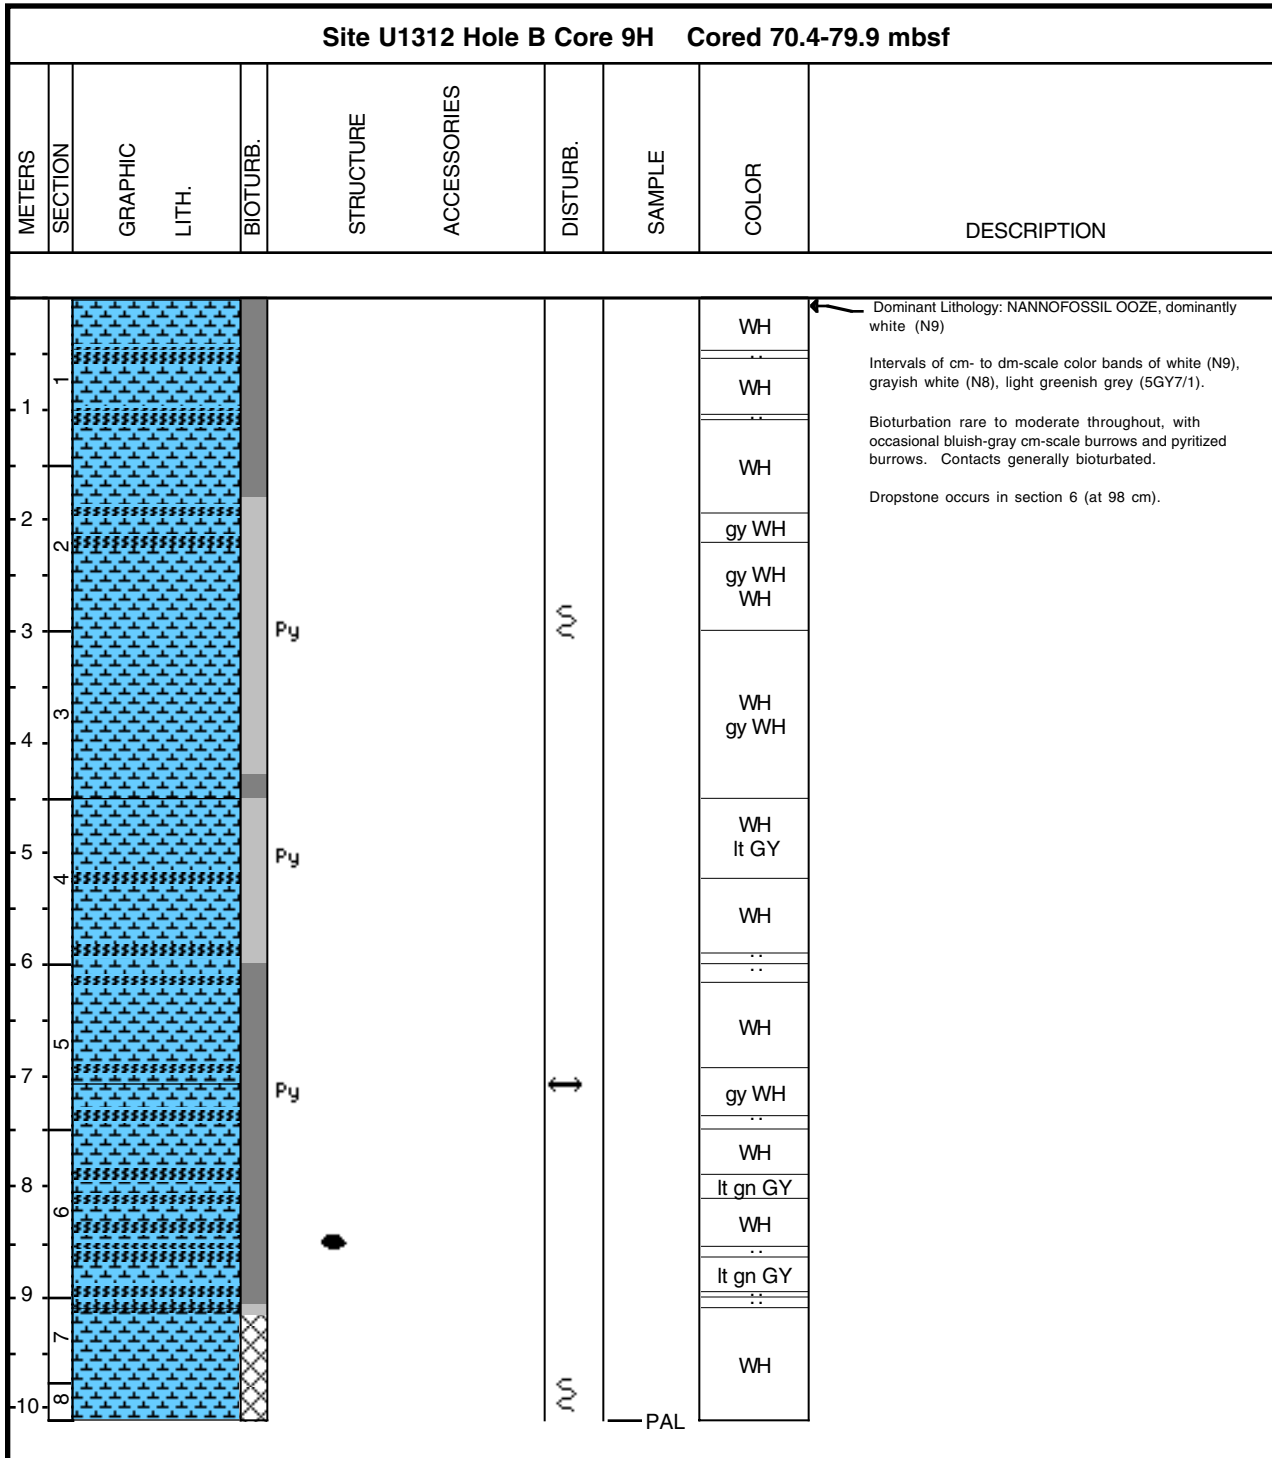 Site U1312 Hole B Core 9H Cored 70.4-79.9 mbsf
METERS
SECTION
GRAPHIC
LITH.
BIOTURB.
STRUCTURE
ACCESSORIES
DISTURB.
SAMPLE
COLOR
DESCRIPTION
Dominant Lithology: NANNOFOSSIL OOZE, dominantly
white (N9)
Intervals of cm- to dm-scale color bands of white (N9),
grayish white (N8), light greenish grey (5GY7/1).
Bioturbation rare to moderate throughout, with
occasional bluish-gray cm-scale burrows and pyritized
burrows. Contacts generally bioturbated.
Dropstone occurs in section 6 (at 98 cm).
1
2
3
4
5
6
7
8
9
10
1
2
3
4
5
6
7
8
Py
Py
Py
PAL
WH
WH
WH
gy WH
gy WH
WH
WH
gy WH
WH
lt GY
WH
WH
gy WH
WH
lt gn GY
WH
lt gn GY
WH